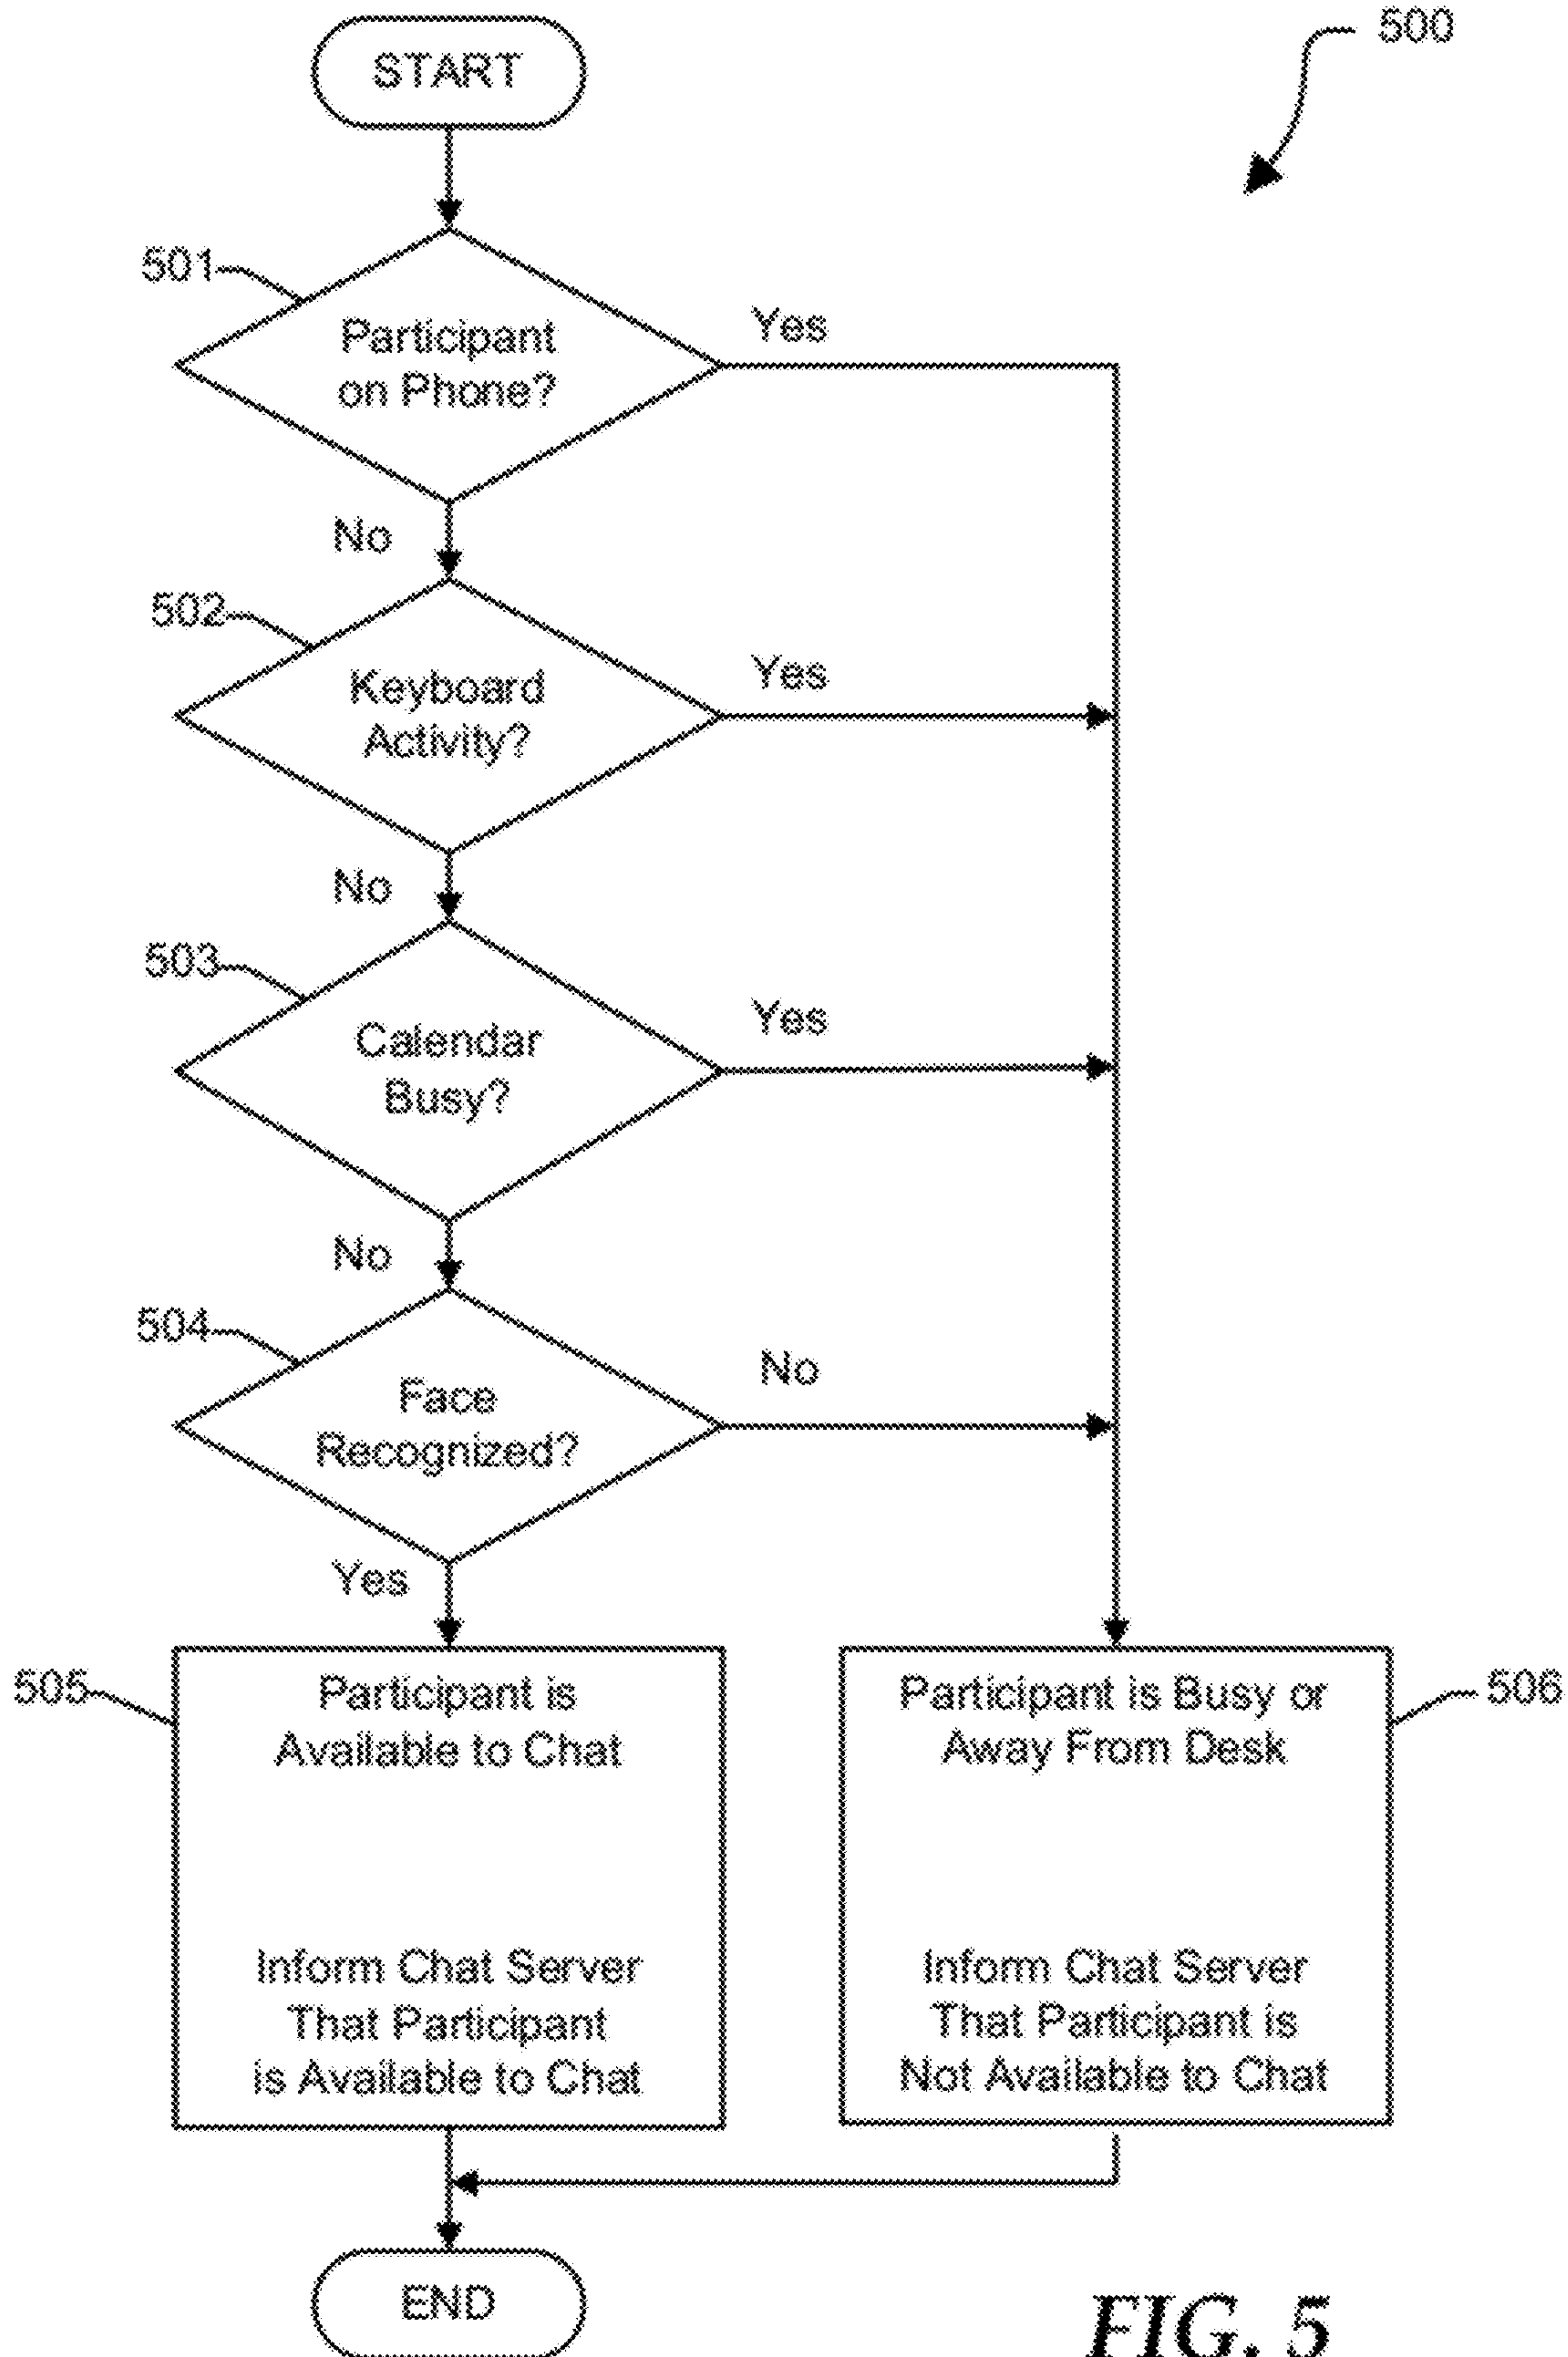 START
500
501
Participant
on Phone?
Yes
No
502
Keyboard
Activity?
Yes
No
503
Calendar
Busy?
Yes
No
504
Face
Recognized?
No
Yes
505
Participant is
Available to Chat
Inform Chat Server
That Participant
is Available to Chat
Participant is Busy or
Away From Desk
Inform Chat Server
That Participant is
Not Available to Chat
506
END
FIG. 5